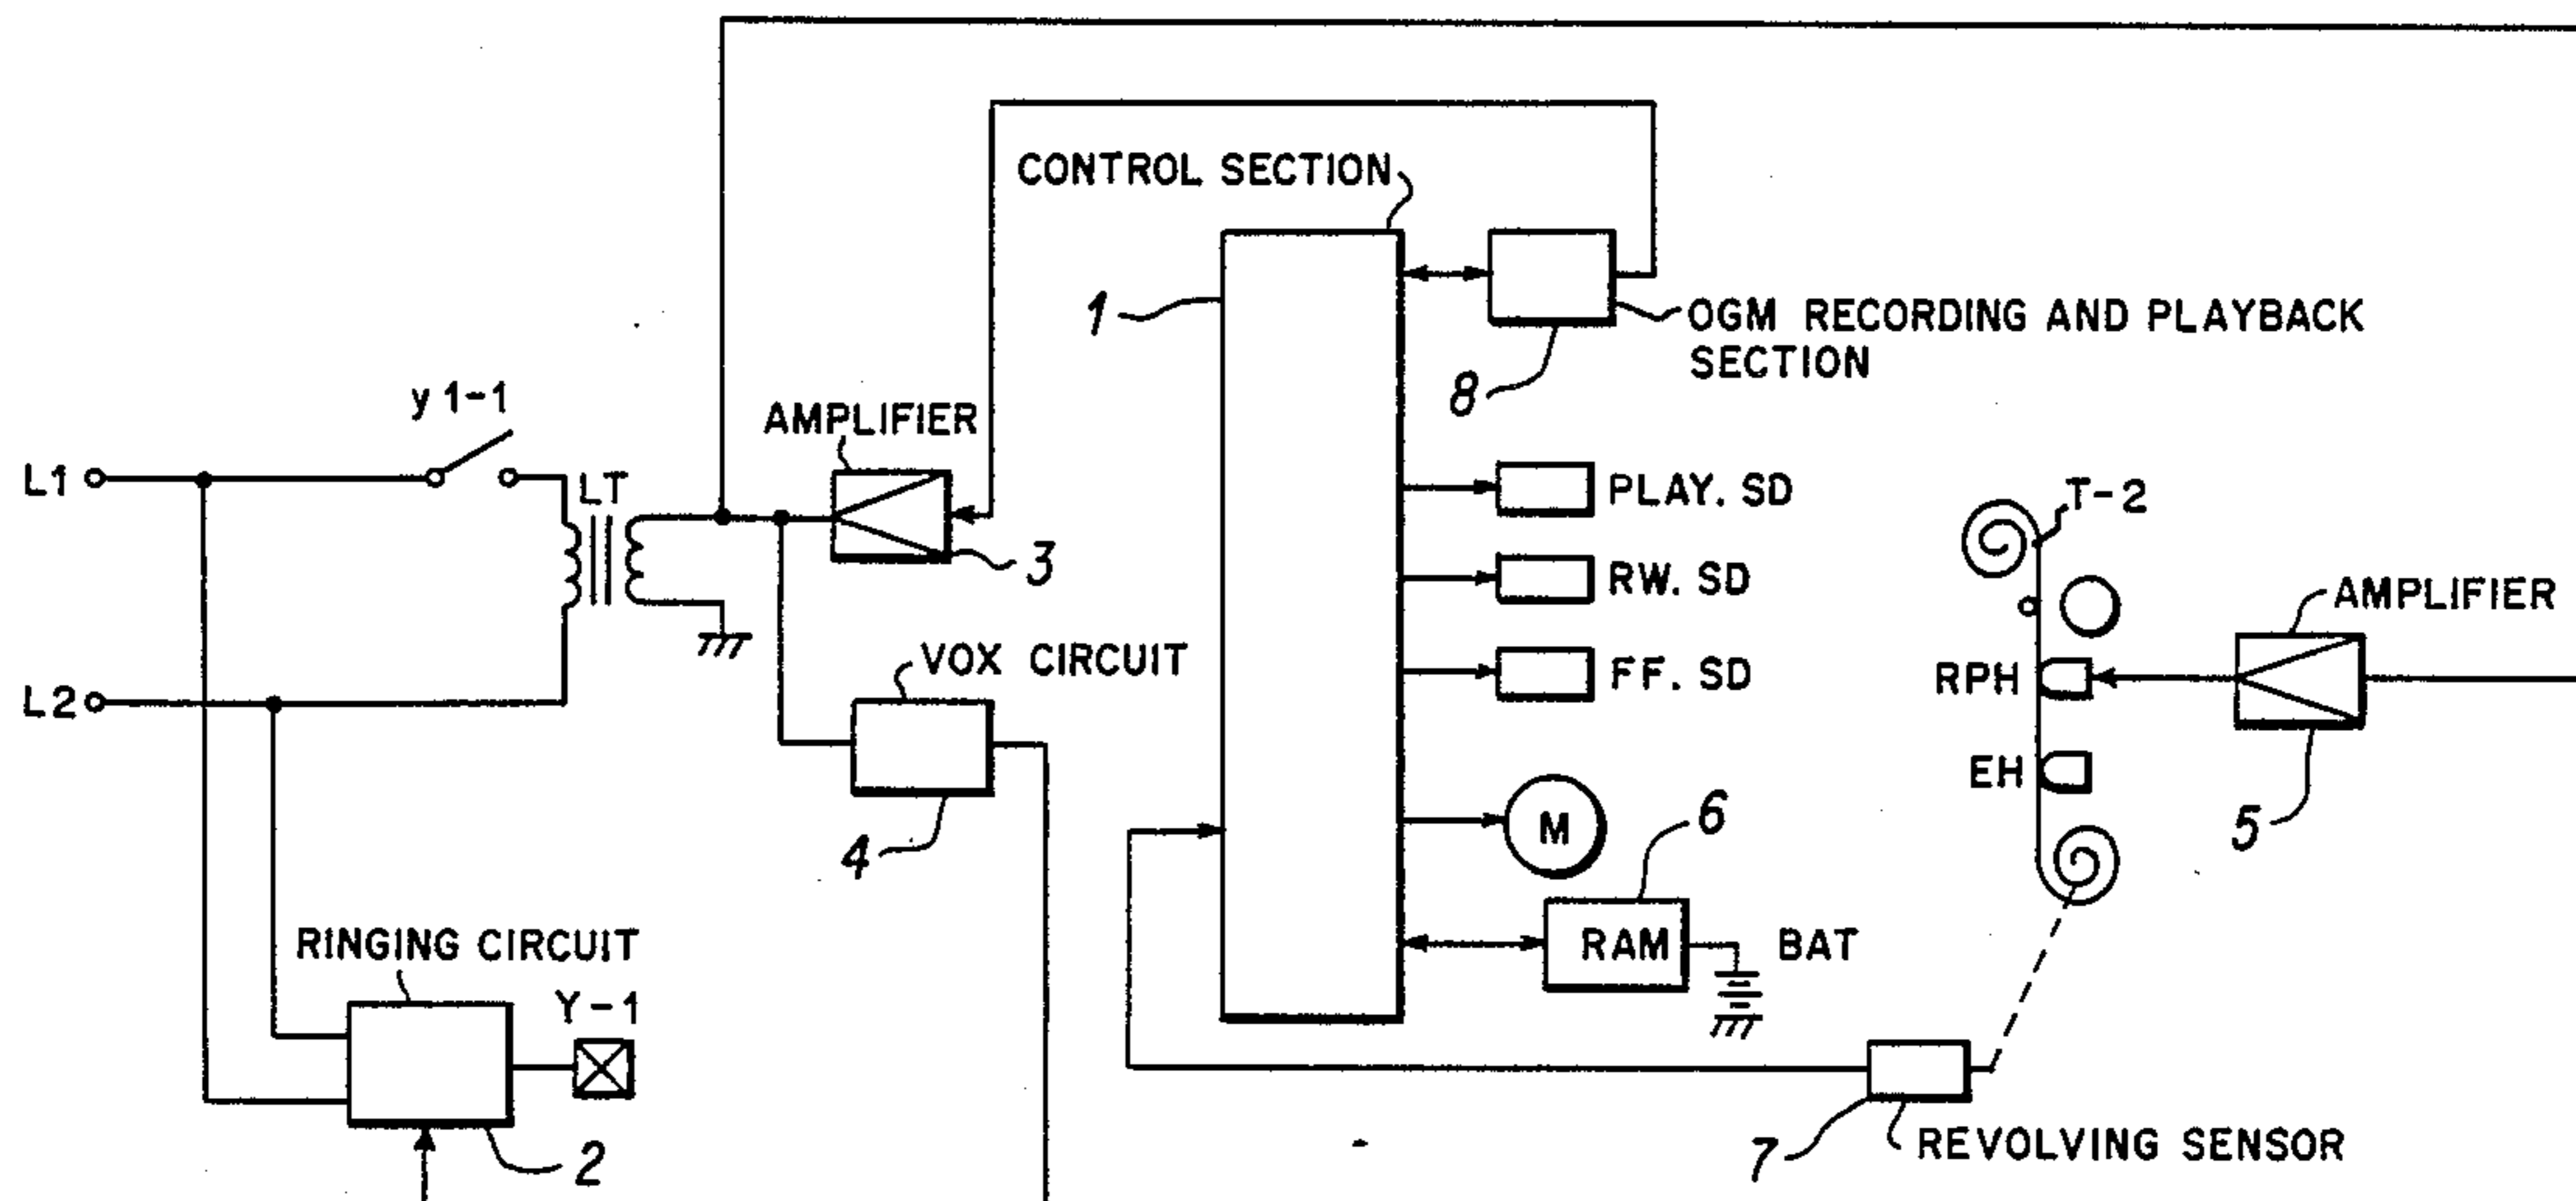 CONTROL SECTION
1
OGM RECORDING AND PLAYBACK
SECTION
8
y 1-1
AMPLIFIER
L1
LT
3
PLAY. SD
T-2
RW. SD
AMPLIFIER
VOX CIRCUIT
FF. SD
RPH
L2
EH
4
M
6
5
RINGING CIRCUIT
RAM
BAT
Y-1
2
7
REVOLVING SENSOR